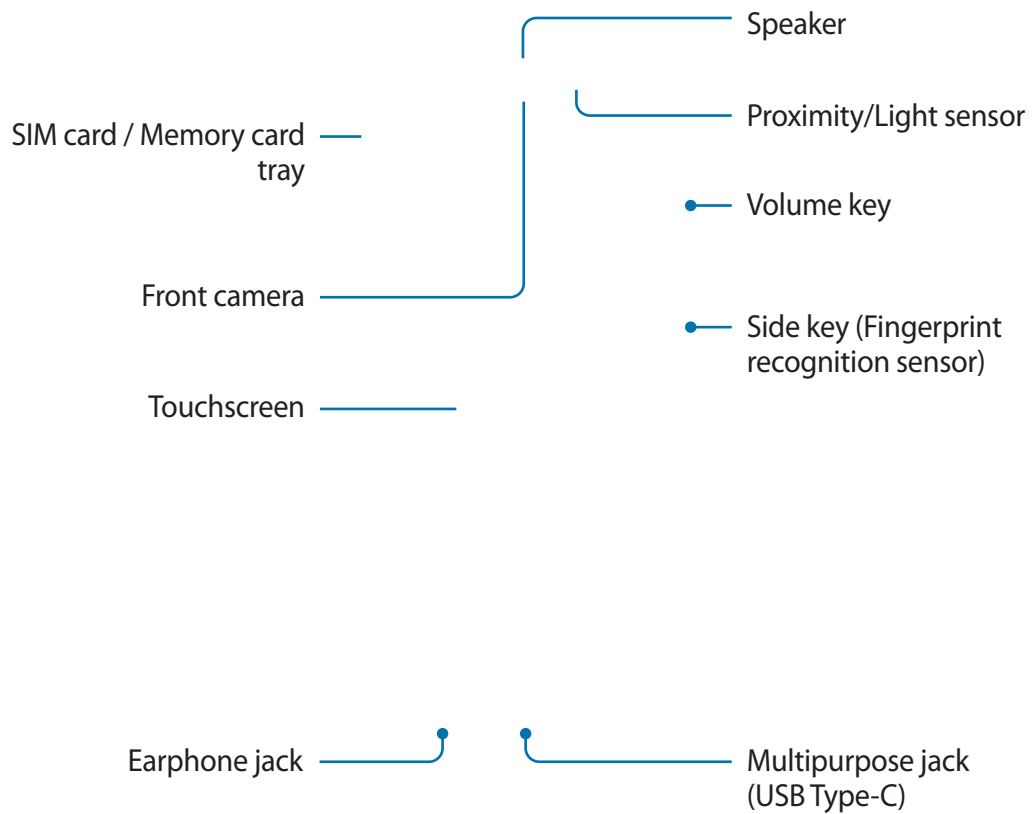 Speaker
Proximity/Light sensor
SIM card / Memory card
tray
Volume key
Front camera
Side key (Fingerprint
recognition sensor)
Touchscreen
Earphone jack
Multipurpose jack
(USB Type-C)